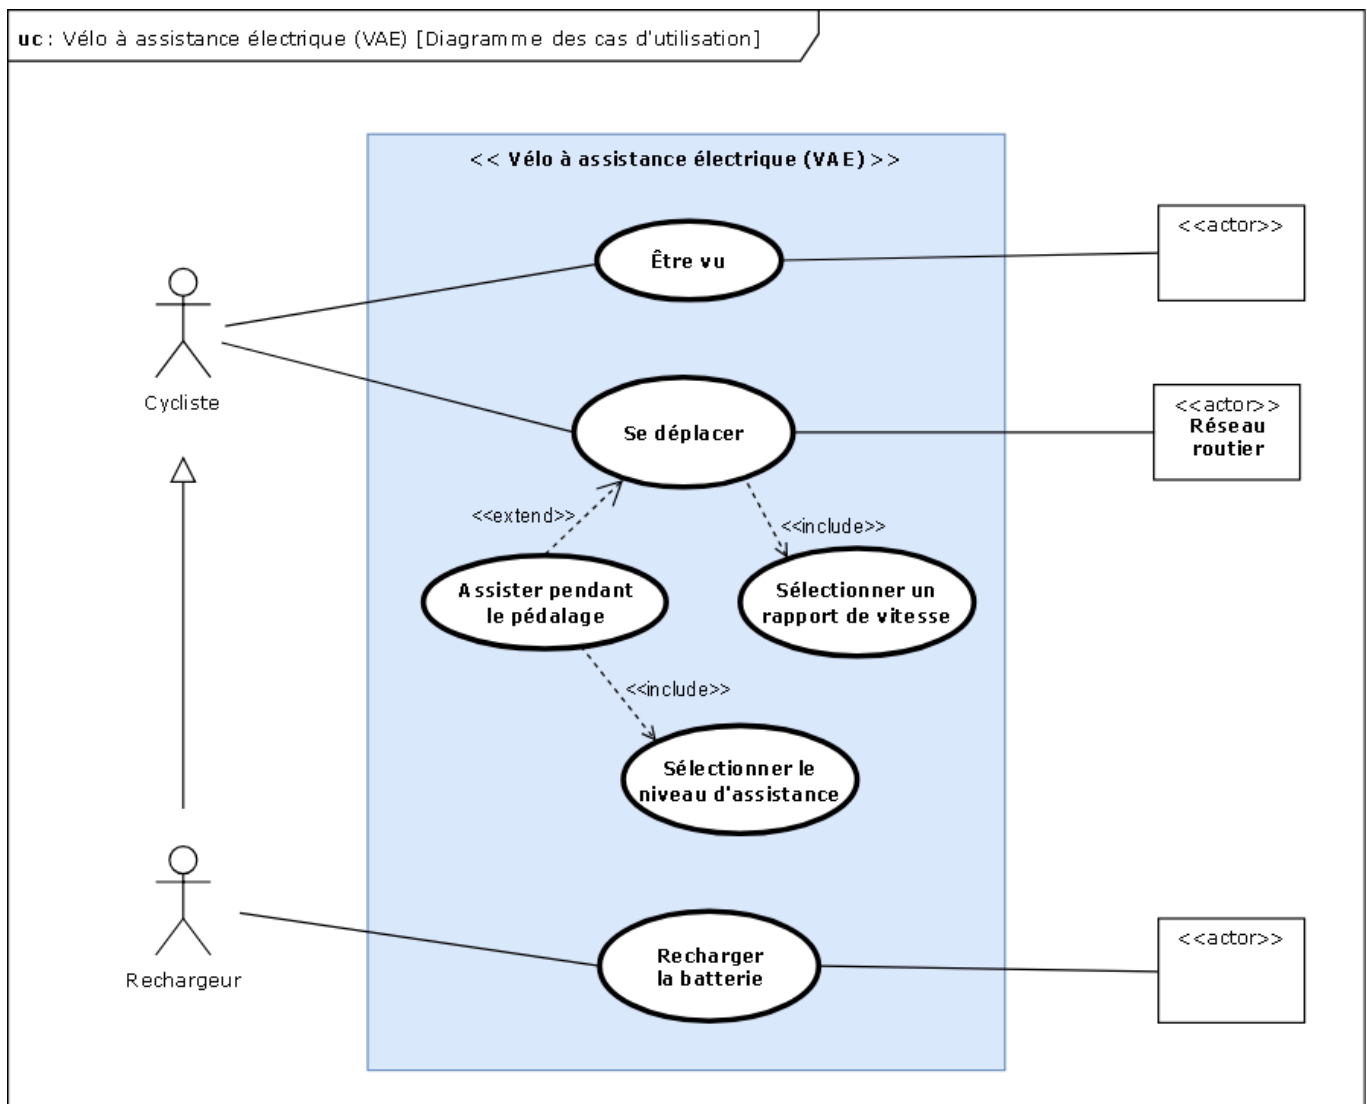 uc : Vélo à assistance électrique (VAE) [Diagramme des cas d'utilisation]
<< Vélo à assistance électrique (VAE) >>
Être vu
<<actor>>
Cycliste
Se déplacer
<<actor>>
Réseau
routier
<<extend>>
<<include>>
Assister pendant
le pédalage
Sélectionner un
rapport de vitesse
<<include>>
Sélectionner le
niveau d'assistance
Rechargeur
Recharger
la batterie
<<actor>>